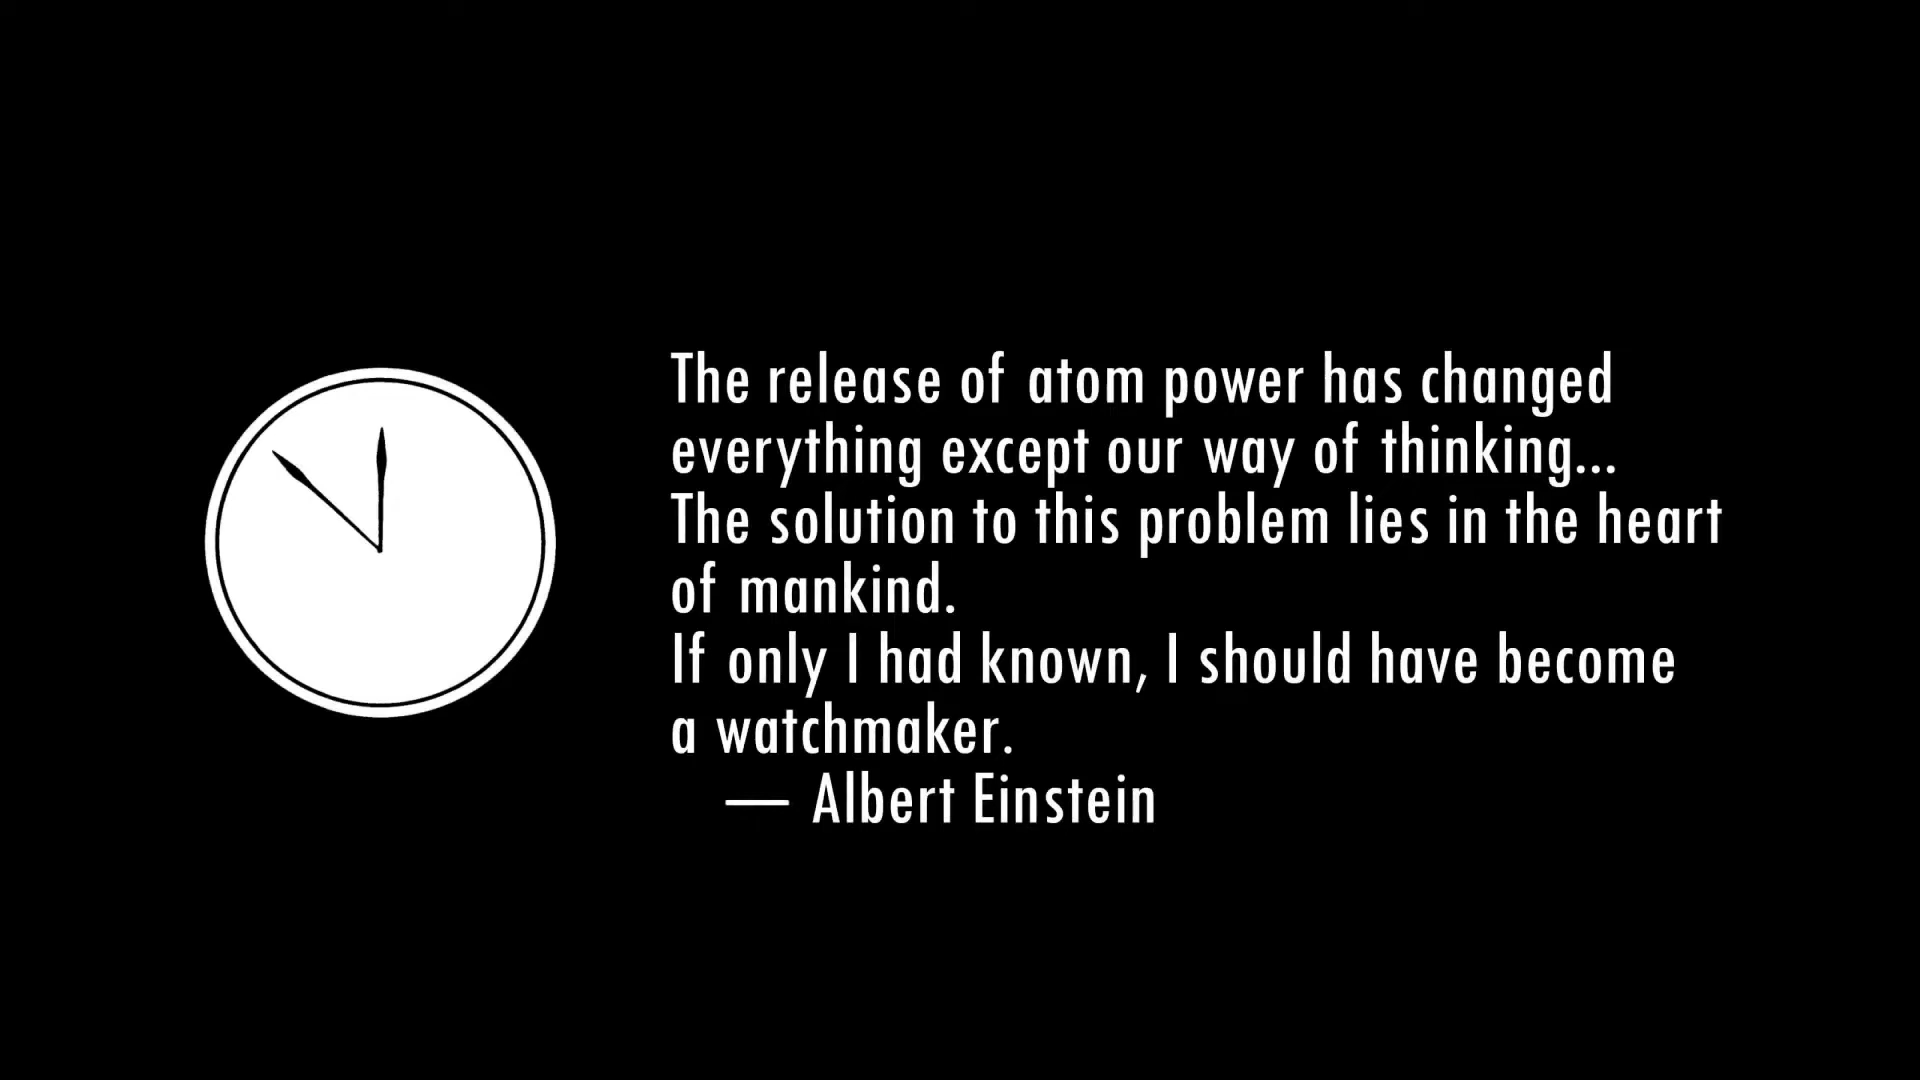 The release of atom power has changed
everything except our way of thinking...
The solution to this problem lies in the heart
of mankind.
If only I had known, I should have become
a watchmaker.
— Albert Einstein